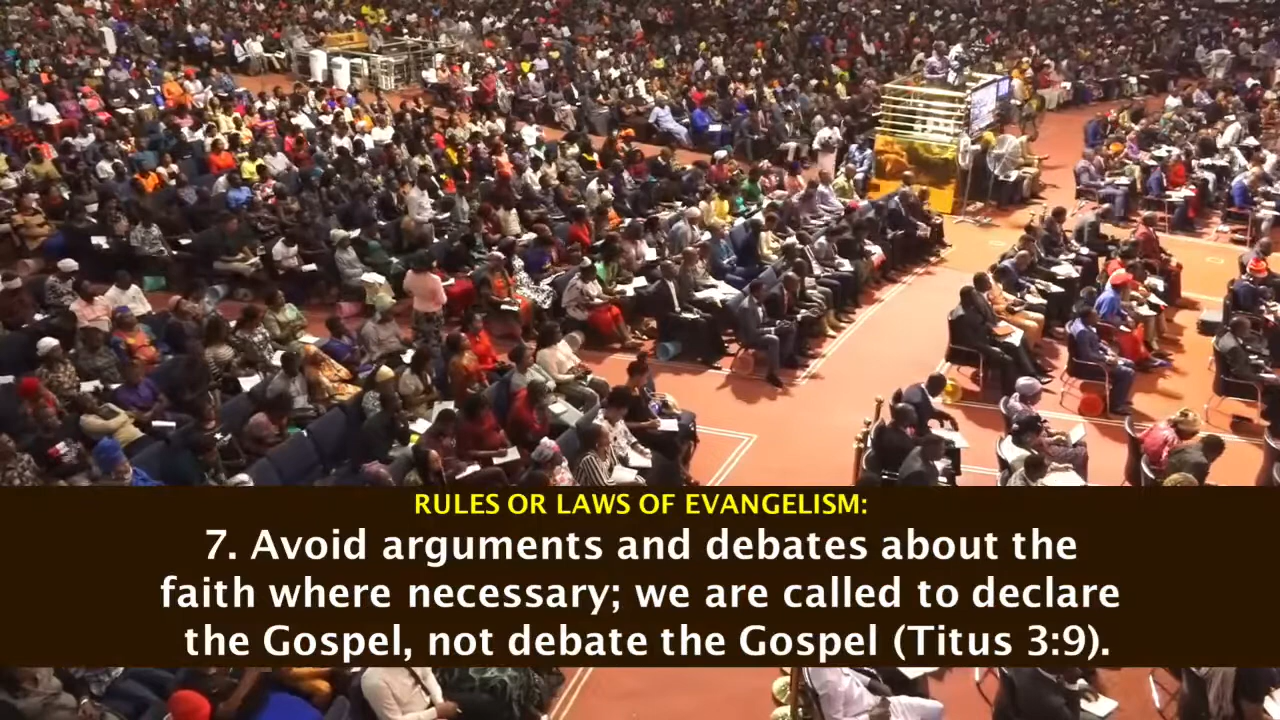 RULES OR LAWS OF EVANGELISM:
7. Avoid arguments and debates about the
faith where necessary; we are called to declare
the Gospel, not debate the Gospel (Titus 3:9).